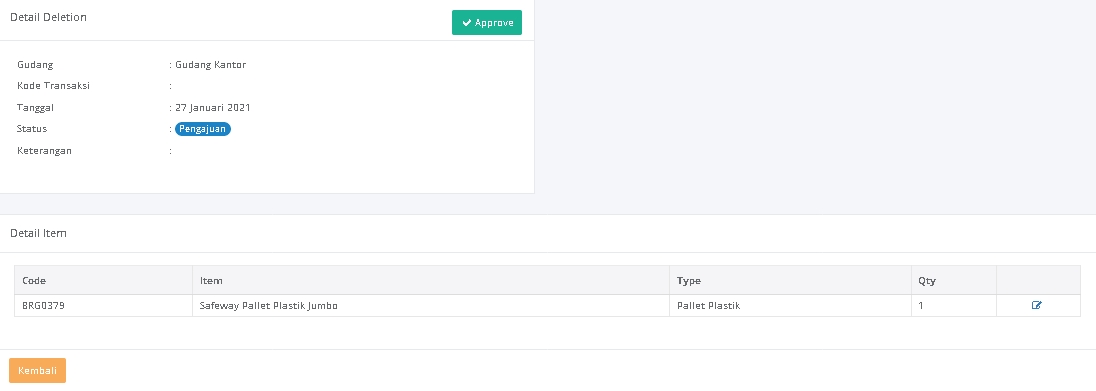 Detail Deletion
Approve
Gudang : Gudang Kantor
Kode Transaksi :
Tanggal : 27 Januari 2021
Status : Pengajuan
Keterangan :
Detail Item
Code Item Type Qty
BRG0379 Safeway Pallet Plastik Jumbo Pallet Plastik 1
Kembali